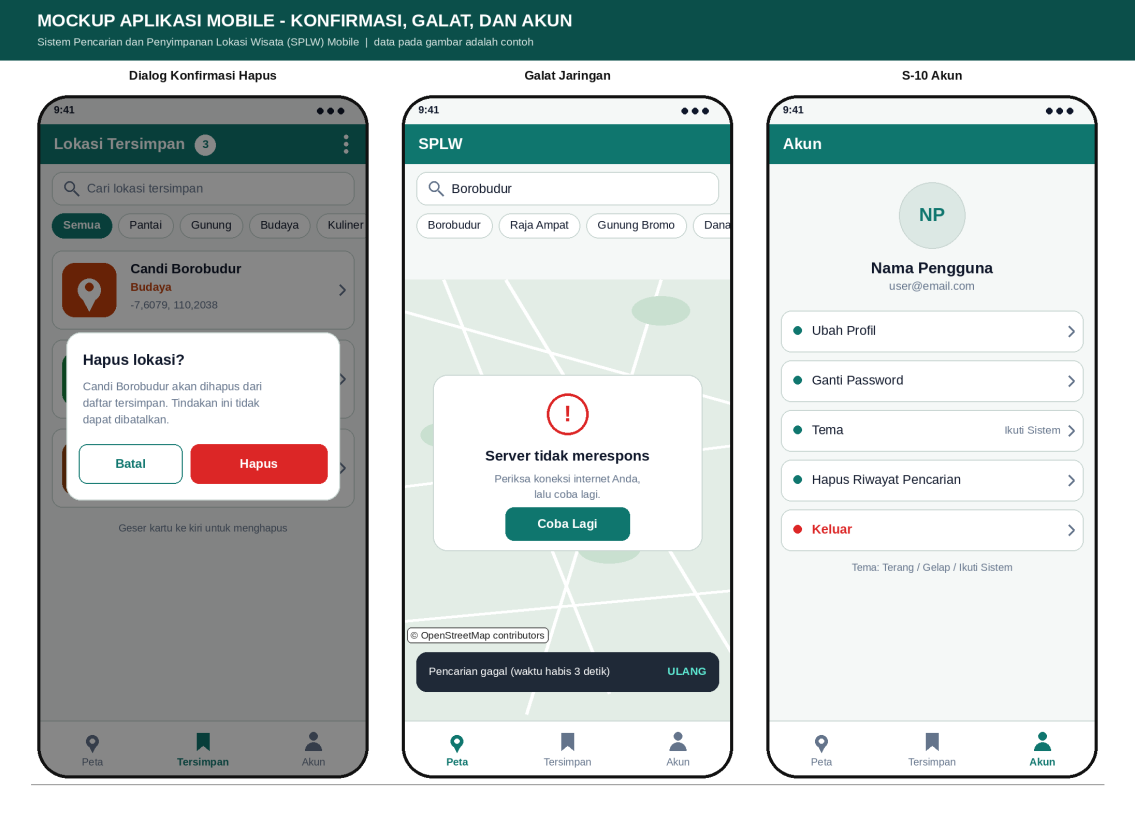 MOCKUP APLIKASI MOBILE - KONFIRMASI, GALAT, DAN AKUN
Sistem Pencarian dan Penyimpanan Lokasi Wisata (SPLW) Mobile | data pada gambar adalah contoh
Dialog Konfirmasi Hapus
9:41
Lokasi Tersimpan 3
Cari lokasi tersimpan
Semua Pantai Gunung Budaya Kuliner
Candi Borobudur
Budaya
-7,6079, 110,2038
Hapus lokasi?
Candi Borobudur akan dihapus dari
daftar tersimpan. Tindakan ini tidak
dapat dibatalkan.
Batal Hapus
Geser kartu ke kiri untuk menghapus
Peta Tersimpan Akun
Galat Jaringan
9:41
SPLW
Borobudur
Borobudur Raja Ampat Gunung Bromo Dana
!
Server tidak merespons
Periksa koneksi internet Anda,
lalu coba lagi.
Coba Lagi
© OpenStreetMap contributors
Pencarian gagal (waktu habis 3 detik) ULANG
Peta Tersimpan Akun
S-10 Akun
9:41
Akun
NP
Nama Pengguna
user@email.com
Ubah Profil
Ganti Password
Tema Ikuti Sistem
Hapus Riwayat Pencarian
Keluar
Tema: Terang / Gelap / Ikuti Sistem
Peta Tersimpan Akun